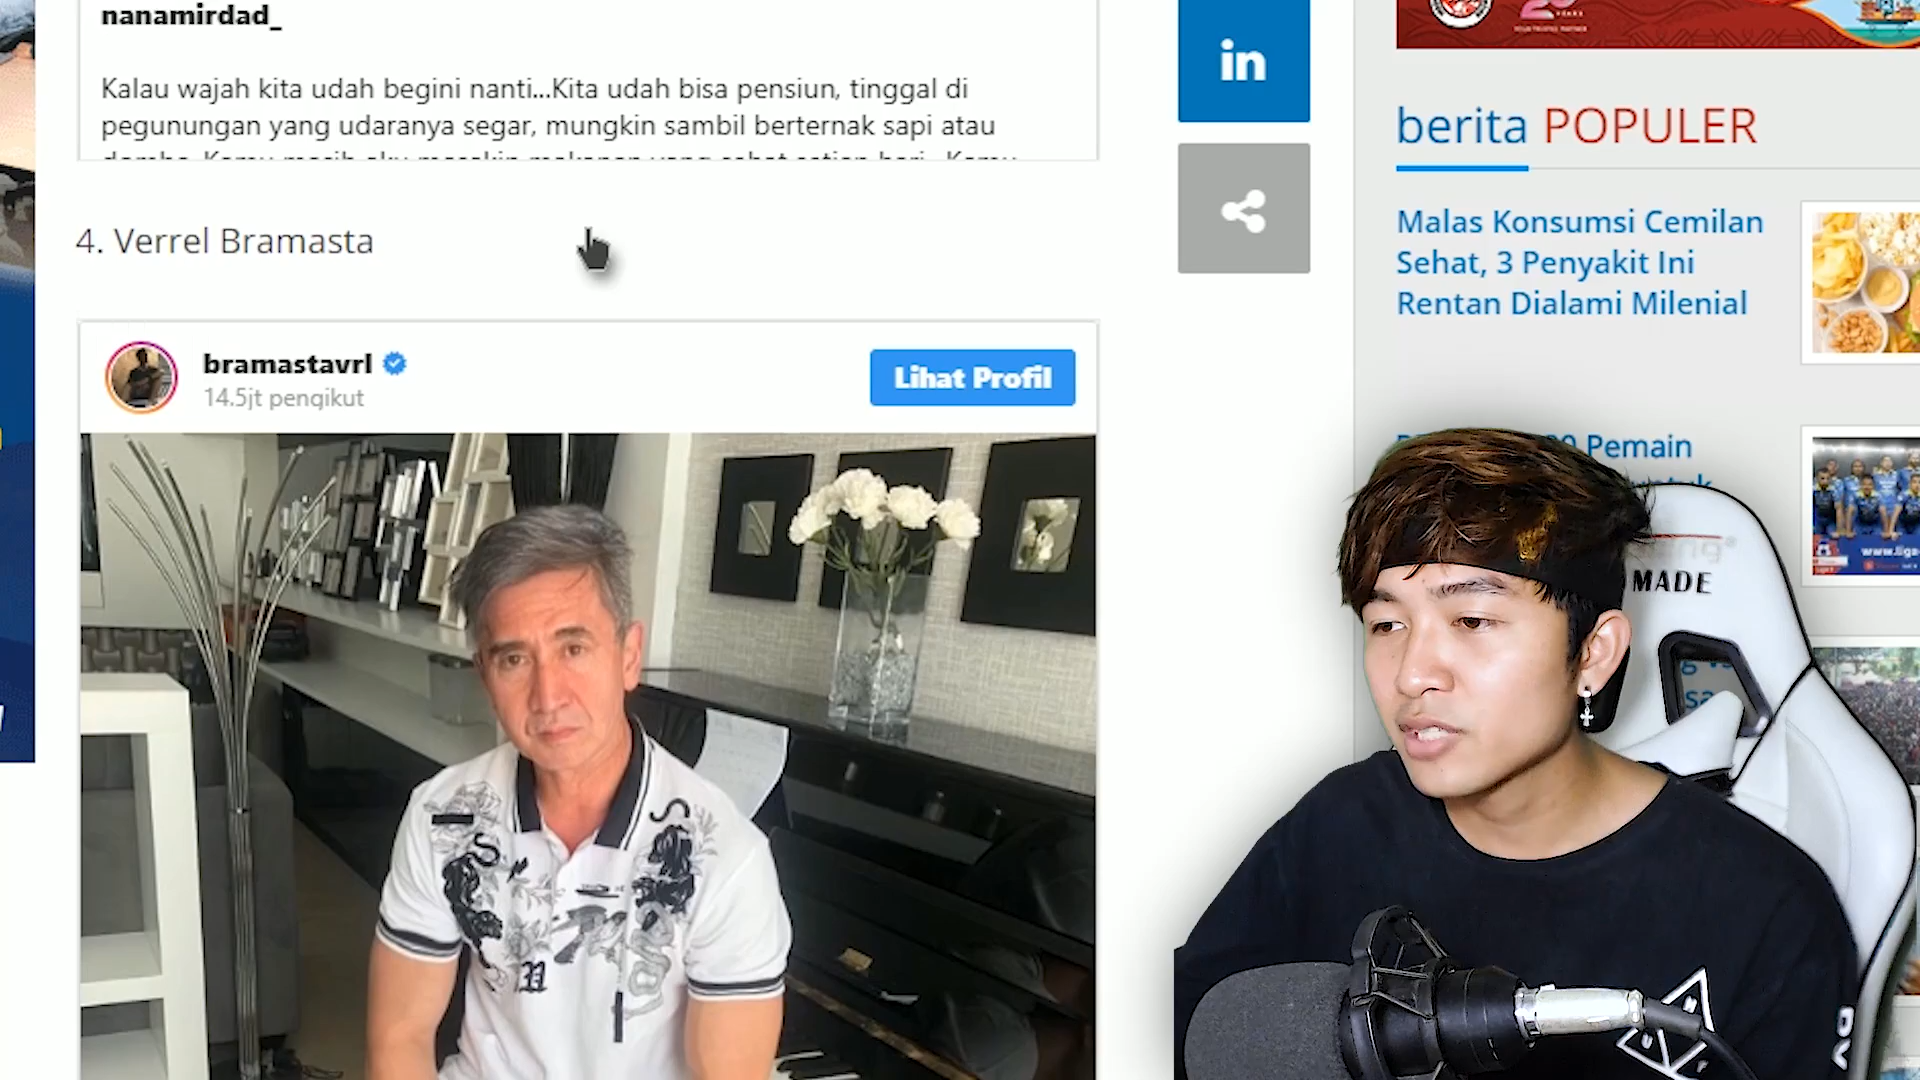 nanamirdad_
Kalau wajah kita udah begini nanti...Kita udah bisa pensiun, tinggal di
pegunungan yang udaranya segar, mungkin sambil berternak sapi atau
4. Verrel Bramasta
bramastavrl
14.5jt pengikut
Lihat Profil
in
berita POPULER
Malas Konsumsi Cemilan
Sehat, 3 Penyakit Ini
Rentan Dialami Milenial
Pemain
MADE